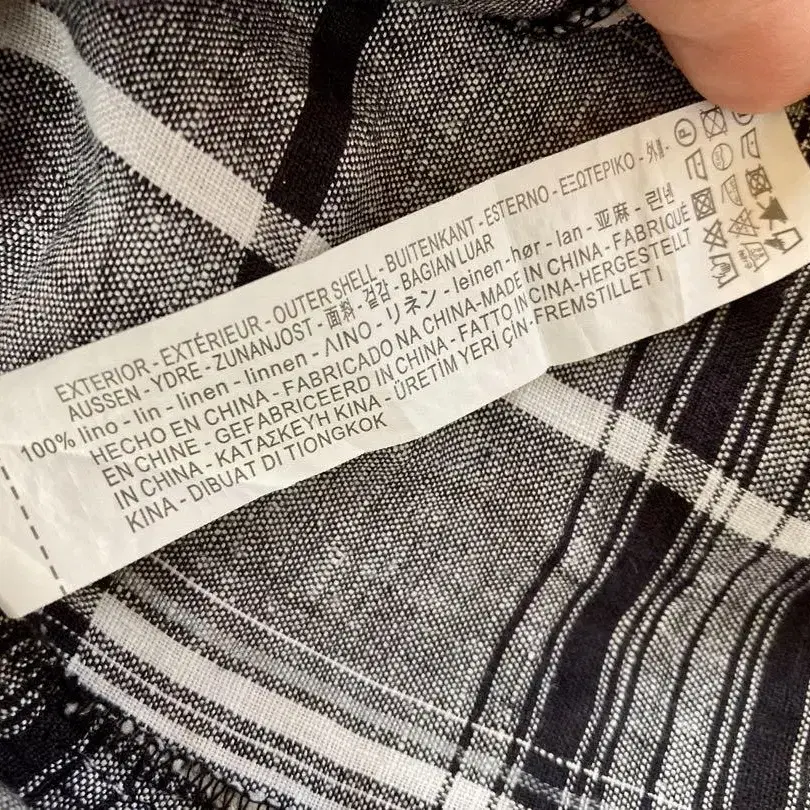 EXTERIOR - EXTÉRIEUR - OUTER SHELL - BUITENKANT - ESTERNO - ΕΞΩΤΕΡΙΚΟ - 外層 -
AUSSEN - YDRE - ZUNANJOST - 面料 - 겉감 - BAGIAN LUAR
100% lino - lin - linen - linnen - ΛΙΝΟ - リネン - leinen - hør - lan - 亚麻 - 린넨
HECHO EN CHINA - FABRICADO NA CHINA - MADE IN CHINA - FABRIQUÉ
EN CHINE - GEFABRICEERD IN CHINA - FATTO IN CINA - HERGESTELLT
IN CHINA - ΚΑΤΑΣΚΕΥΗ ΚΙΝΑ - ÜRETİM YERİ ÇİN - FREMSTILLET I
KINA - DIBUAT DI TIONGKOK